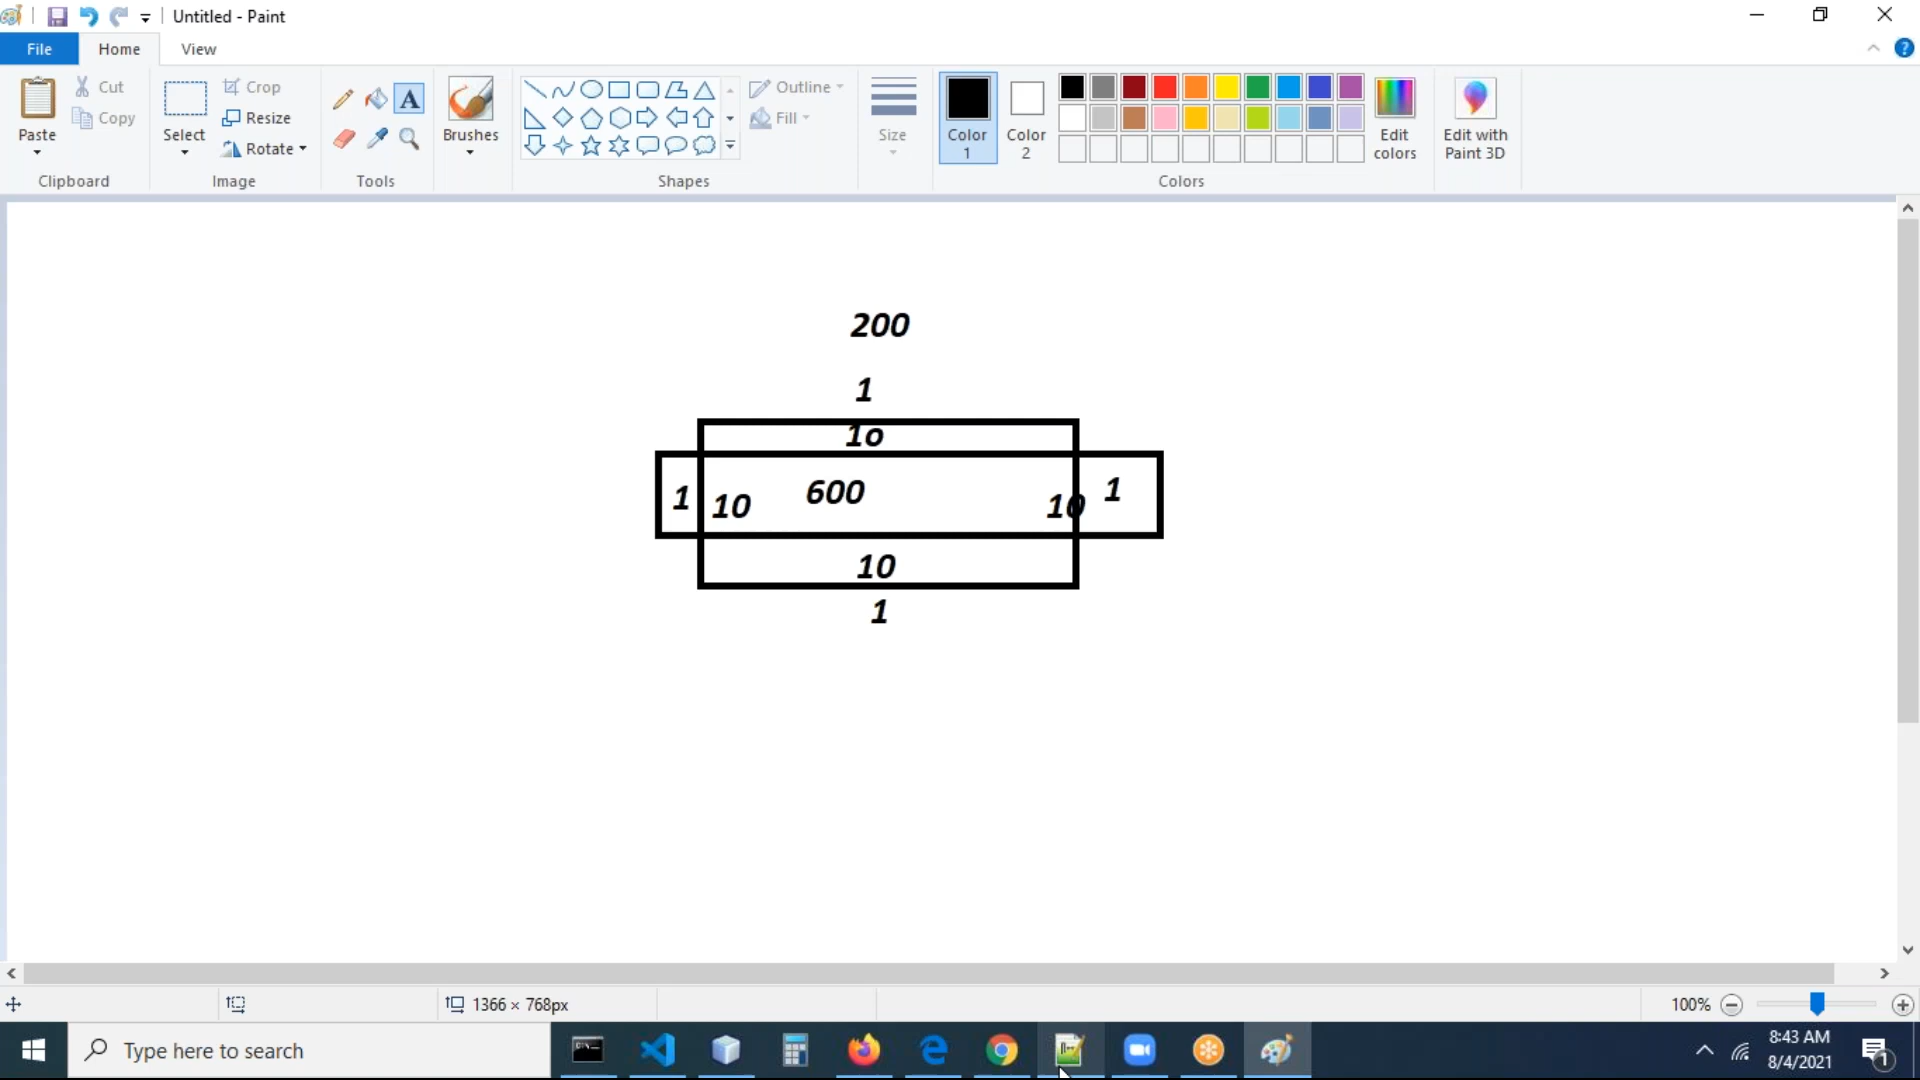 Untitled - Paint
File Home View
Paste
Cut
Copy
Clipboard
Select
Crop
Resize
Rotate
Image
A
Tools
Brushes
Shapes
Outline
Fill
Size
Color 1
Color 2
Edit colors
Colors
Edit with Paint 3D
200
1
1o
1 10 600 10 1
10
1
1366 × 768px
100%
Type here to search
8:43 AM
8/4/2021
1